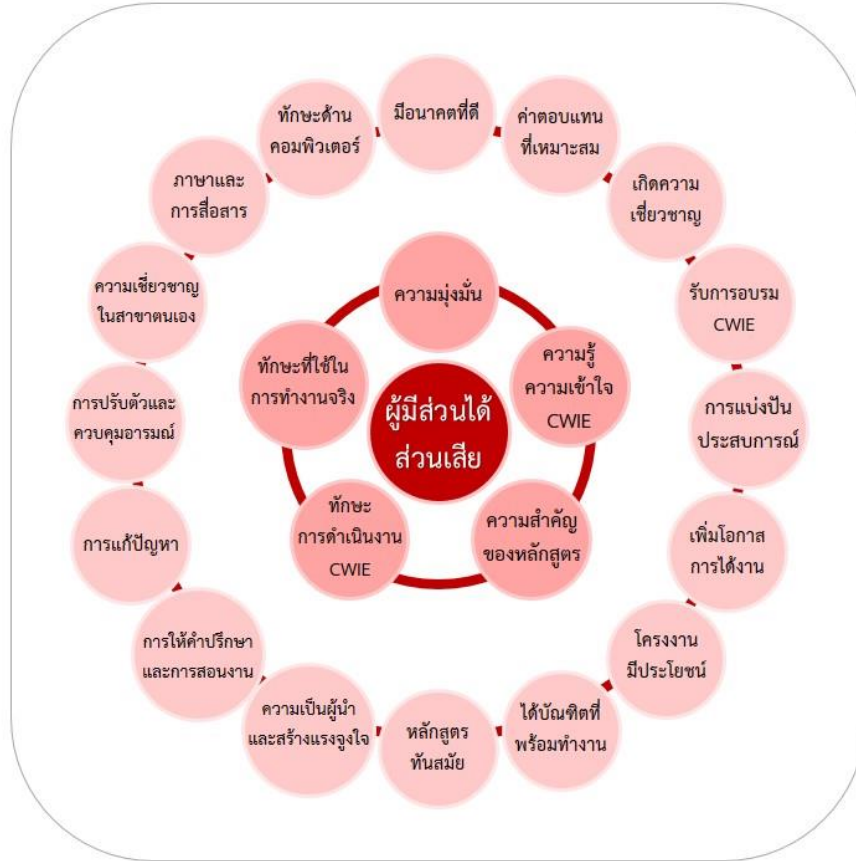 มีอนาคตที่ดี
ค่าตอบแทน
ที่เหมาะสม
เกิดความ
เชี่ยวชาญ
รับการอบรม
CWIE
การแบ่งปัน
ประสบการณ์
เพิ่มโอกาส
การได้งาน
โครงงาน
มีประโยชน์
ได้บัณฑิตที่
พร้อมทำงาน
หลักสูตร
ทันสมัย
ความเป็นผู้นำ
และสร้างแรงจูงใจ
การให้คำปรึกษา
และการสอนงาน
การแก้ปัญหา
การปรับตัวและ
ควบคุมอารมณ์
ความเชี่ยวชาญ
ในสาขาตนเอง
ภาษาและ
การสื่อสาร
ทักษะด้าน
คอมพิวเตอร์
ความมุ่งมั่น
ความรู้
ความเข้าใจ
CWIE
ความสำคัญ
ของหลักสูตร
ทักษะ
การดำเนินงาน
CWIE
ทักษะที่ใช้ใน
การทำงานจริง
ผู้มีส่วนได้
ส่วนเสีย